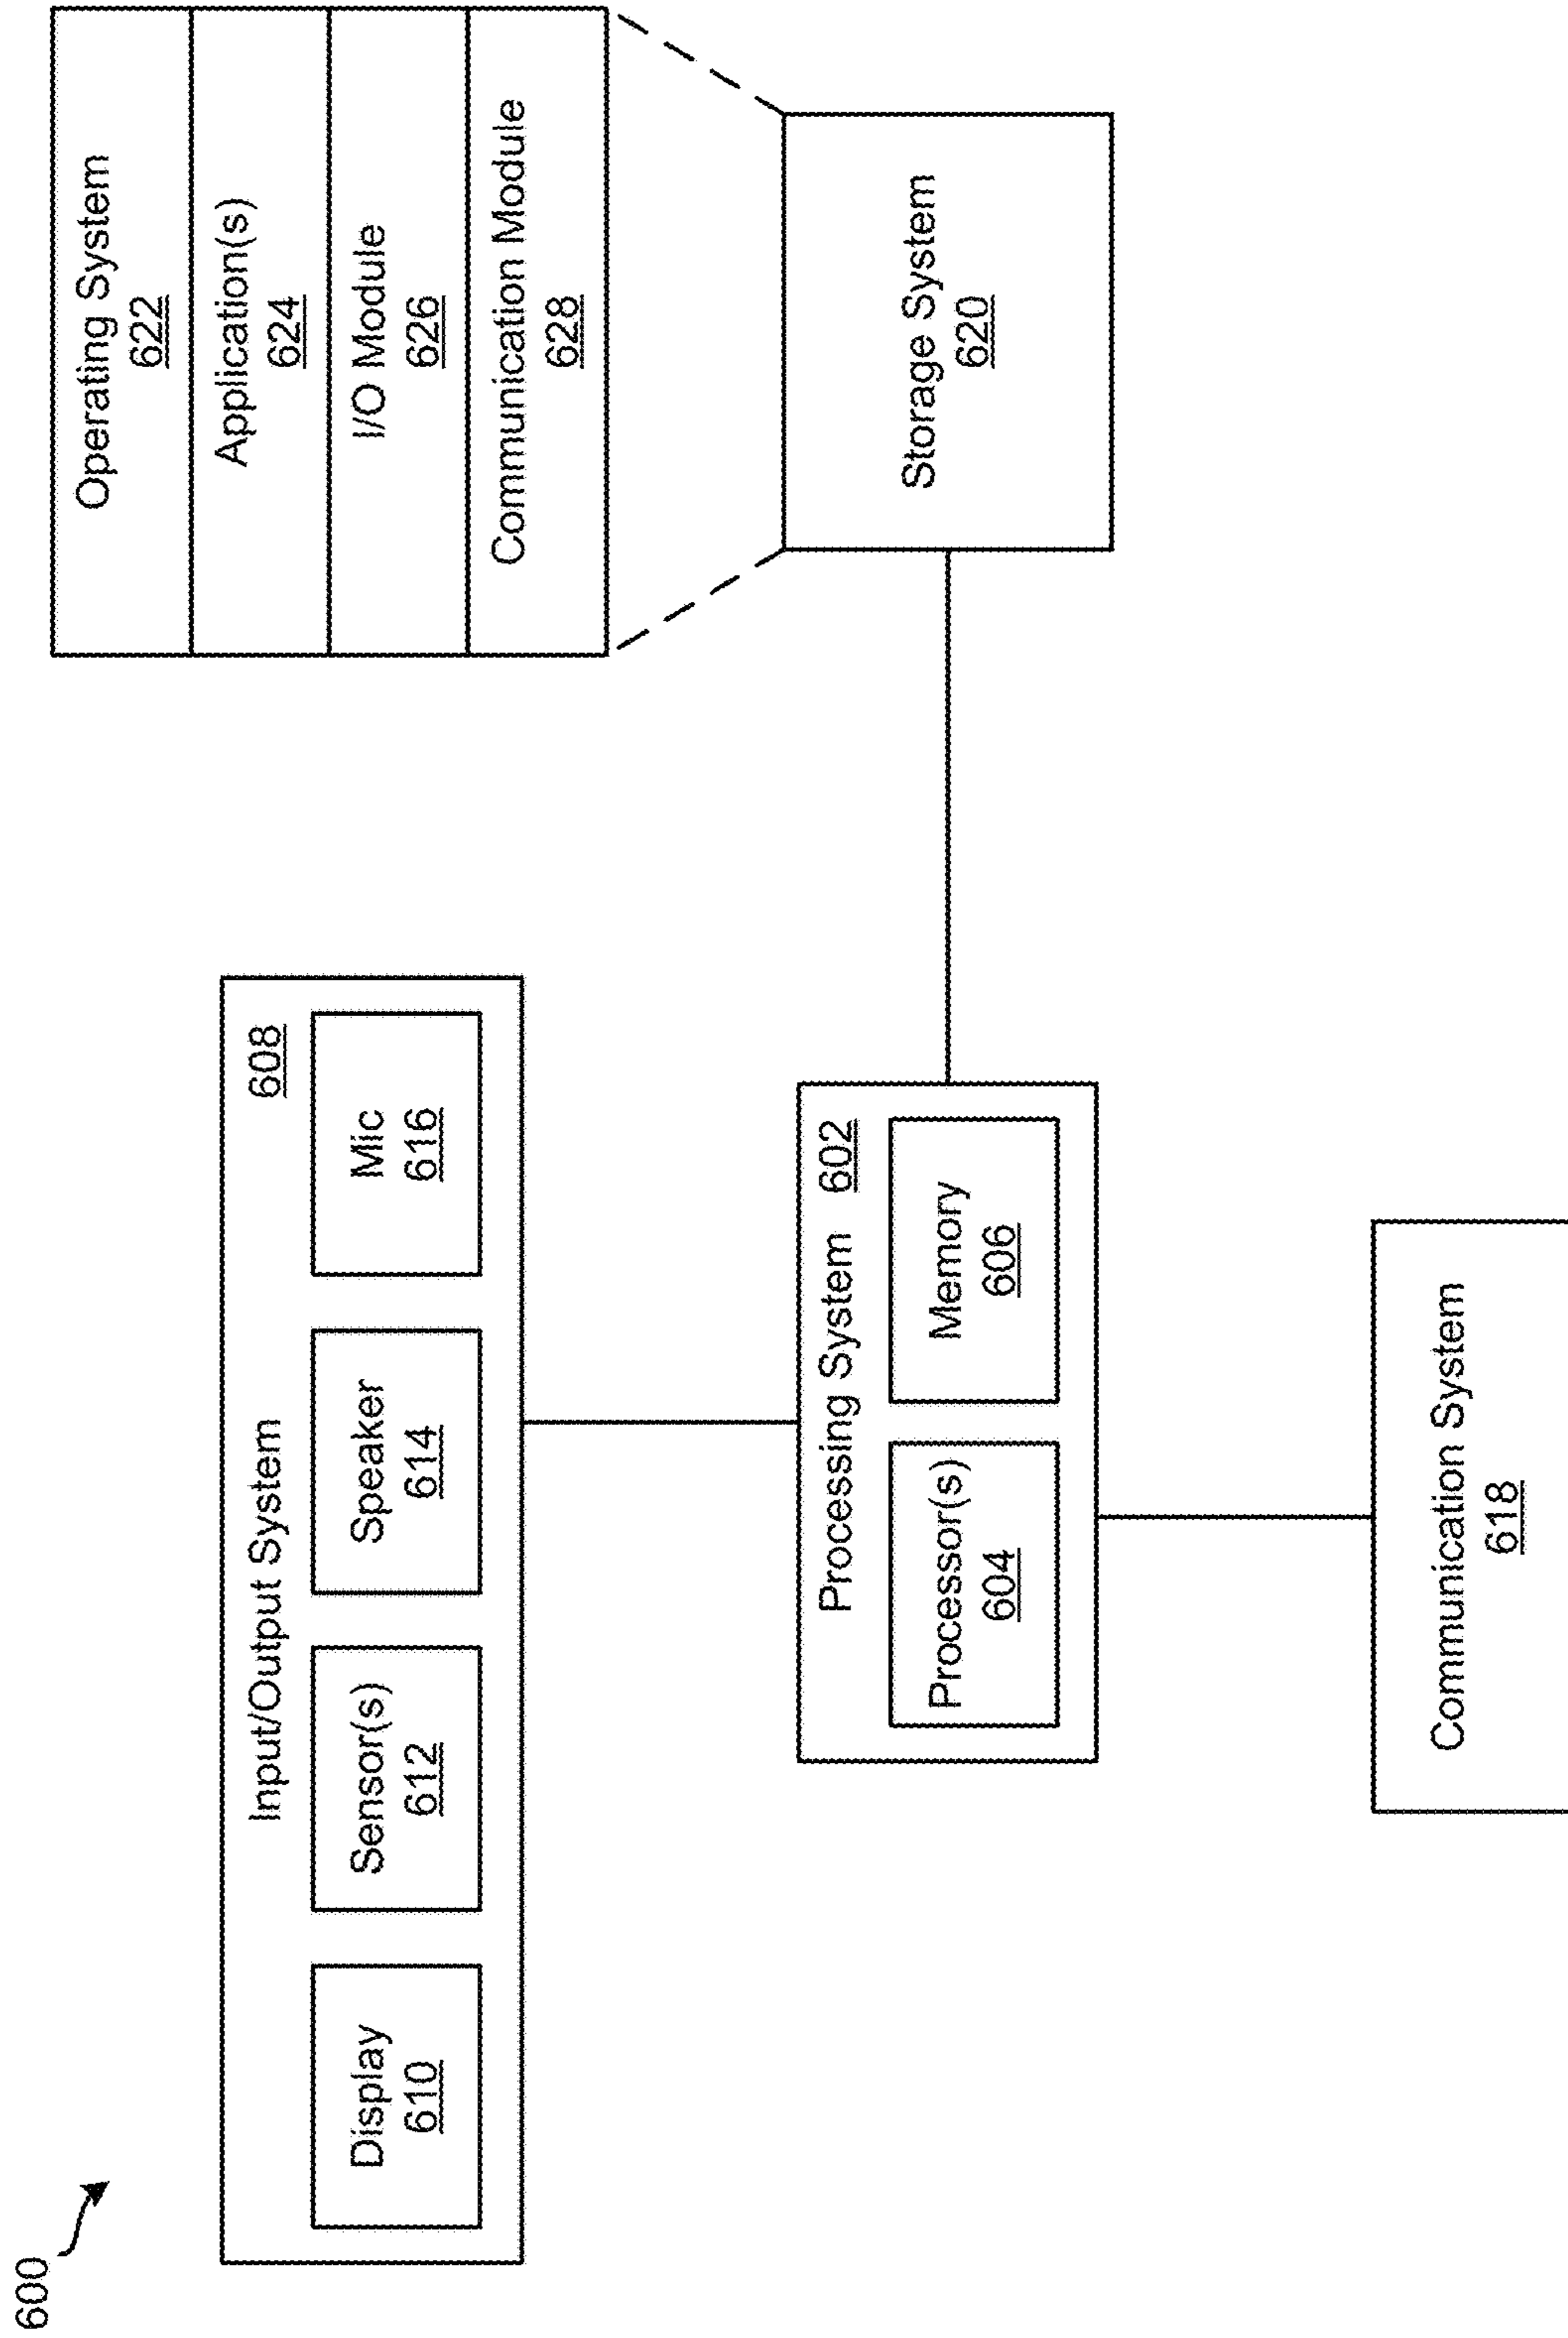 600
Input/Output System
608
Display
610
Sensor(s)
612
Speaker
614
Mic
616
Processing System 602
Processor(s)
604
Memory
606
Communication System
618
Operating System
622
Application(s)
624
I/O Module
626
Communication Module
628
Storage System
620